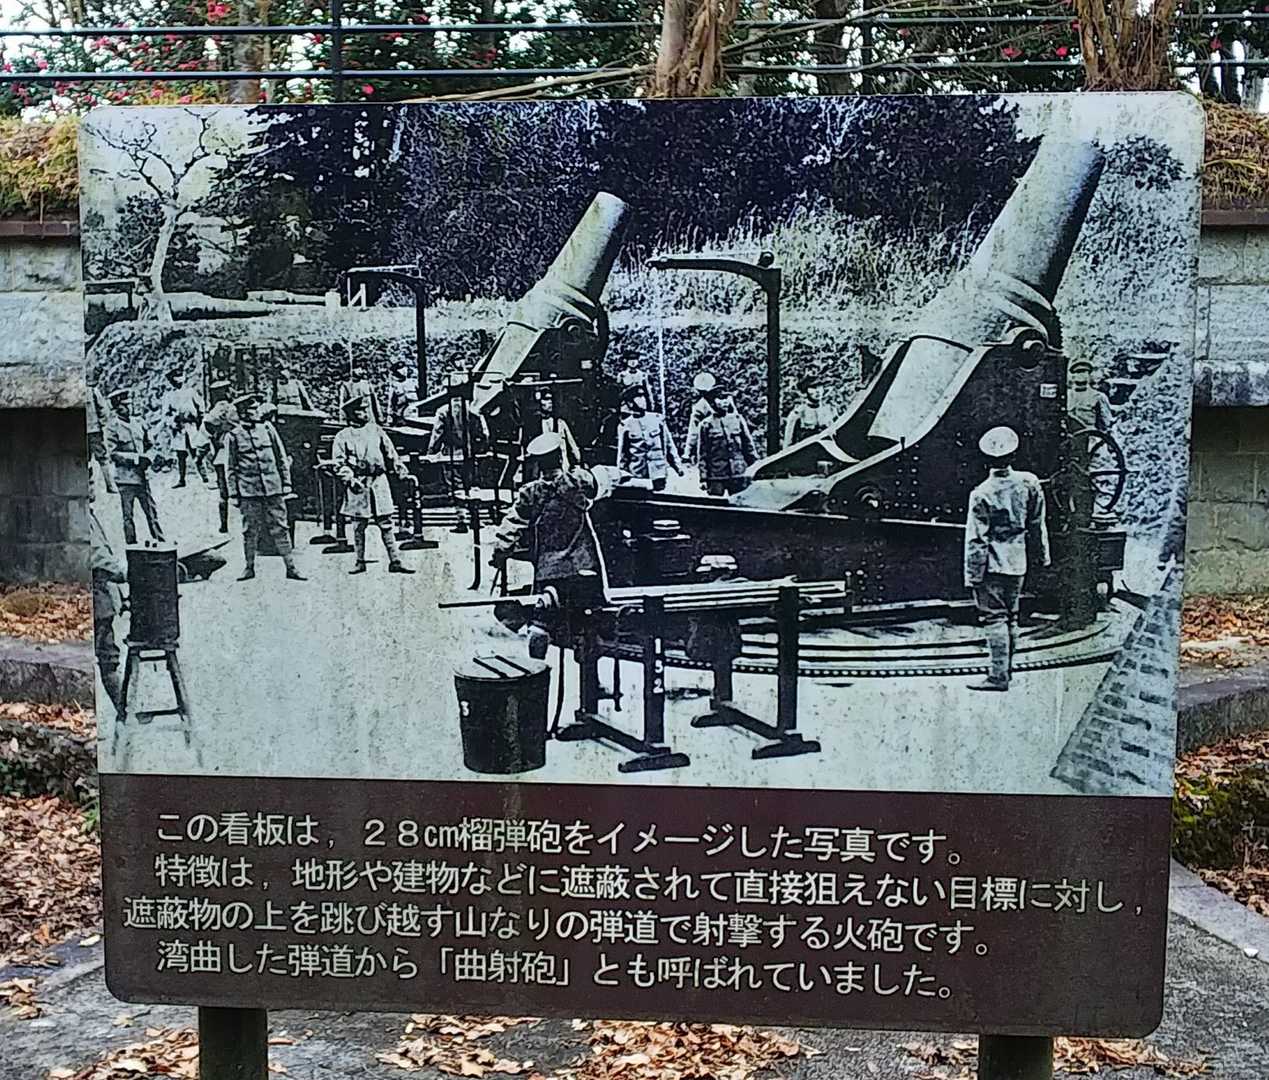 この看板は，２８㎝榴弾砲をイメージした写真です。
特徴は，地形や建物などに遮蔽されて直接狙えない目標に対し，
遮蔽物の上を跳び越す山なりの弾道で射撃する火砲です。
湾曲した弾道から「曲射砲」とも呼ばれていました。